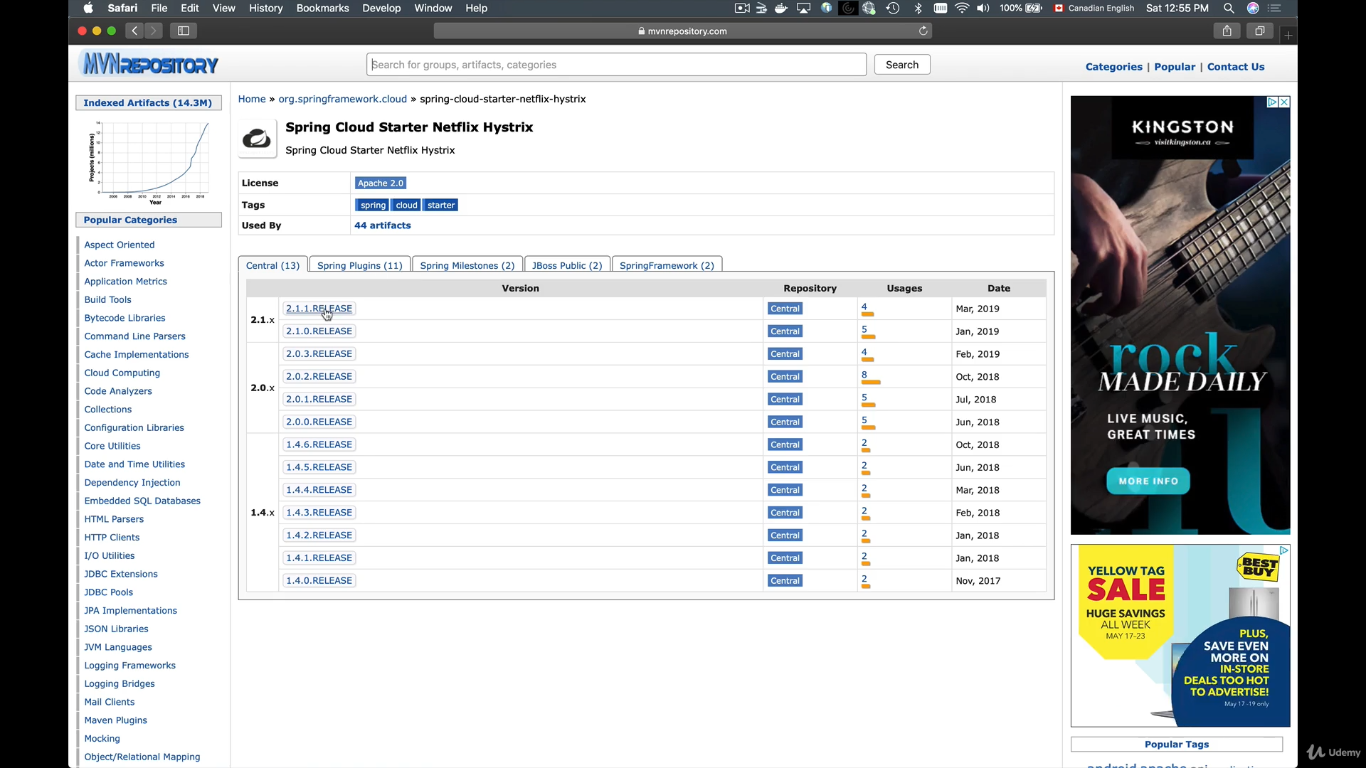 Safari File Edit View History Bookmarks Develop Window Help
100% Canadian English Sat 12:55 PM
mvnrepository.com
MVNREPOSITORY
Search for groups, artifacts, categories
Search
Categories | Popular | Contact Us
Indexed Artifacts (14.3M)
Projects (millions)
Year
Popular Categories
Aspect Oriented
Actor Frameworks
Application Metrics
Build Tools
Bytecode Libraries
Command Line Parsers
Cache Implementations
Cloud Computing
Code Analyzers
Collections
Configuration Libraries
Core Utilities
Date and Time Utilities
Dependency Injection
Embedded SQL Databases
HTML Parsers
HTTP Clients
I/O Utilities
JDBC Extensions
JDBC Pools
JPA Implementations
JSON Libraries
JVM Languages
Logging Frameworks
Logging Bridges
Mail Clients
Maven Plugins
Mocking
Object/Relational Mapping
Home » org.springframework.cloud » spring-cloud-starter-netflix-hystrix
Spring Cloud Starter Netflix Hystrix
Spring Cloud Starter Netflix Hystrix
License Apache 2.0
Tags spring cloud starter
Used By 44 artifacts
Central (13) Spring Plugins (11) Spring Milestones (2) JBoss Public (2) SpringFramework (2)
Version Repository Usages Date
2.1.x
2.1.1.RELEASE Central 4 Mar, 2019
2.1.0.RELEASE Central 5 Jan, 2019
2.0.x
2.0.3.RELEASE Central 4 Feb, 2019
2.0.2.RELEASE Central 8 Oct, 2018
2.0.1.RELEASE Central 5 Jul, 2018
2.0.0.RELEASE Central 5 Jun, 2018
1.4.x
1.4.6.RELEASE Central 2 Oct, 2018
1.4.5.RELEASE Central 2 Jun, 2018
1.4.4.RELEASE Central 2 Mar, 2018
1.4.3.RELEASE Central 2 Feb, 2018
1.4.2.RELEASE Central 2 Jan, 2018
1.4.1.RELEASE Central 2 Jan, 2018
1.4.0.RELEASE Central 2 Nov, 2017
KINGSTON
visitkingston.ca
rock
MADE DAILY
LIVE MUSIC,
GREAT TIMES
MORE INFO
YELLOW TAG
SALE
HUGE SAVINGS
ALL WEEK
MAY 17-23
BEST BUY
PLUS,
SAVE EVEN
MORE ON
IN-STORE
DEALS TOO HOT
TO ADVERTISE!
May 17 -19 only
Popular Tags
Udemy